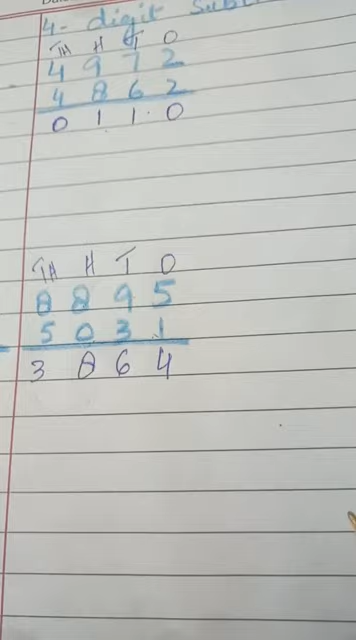 4- digit Subt
TH H T O
4 9 7 2
4 8 6 2
0 1 1 0
TH H T O
8 8 9 5
- 5 0 3 1
3 8 6 4